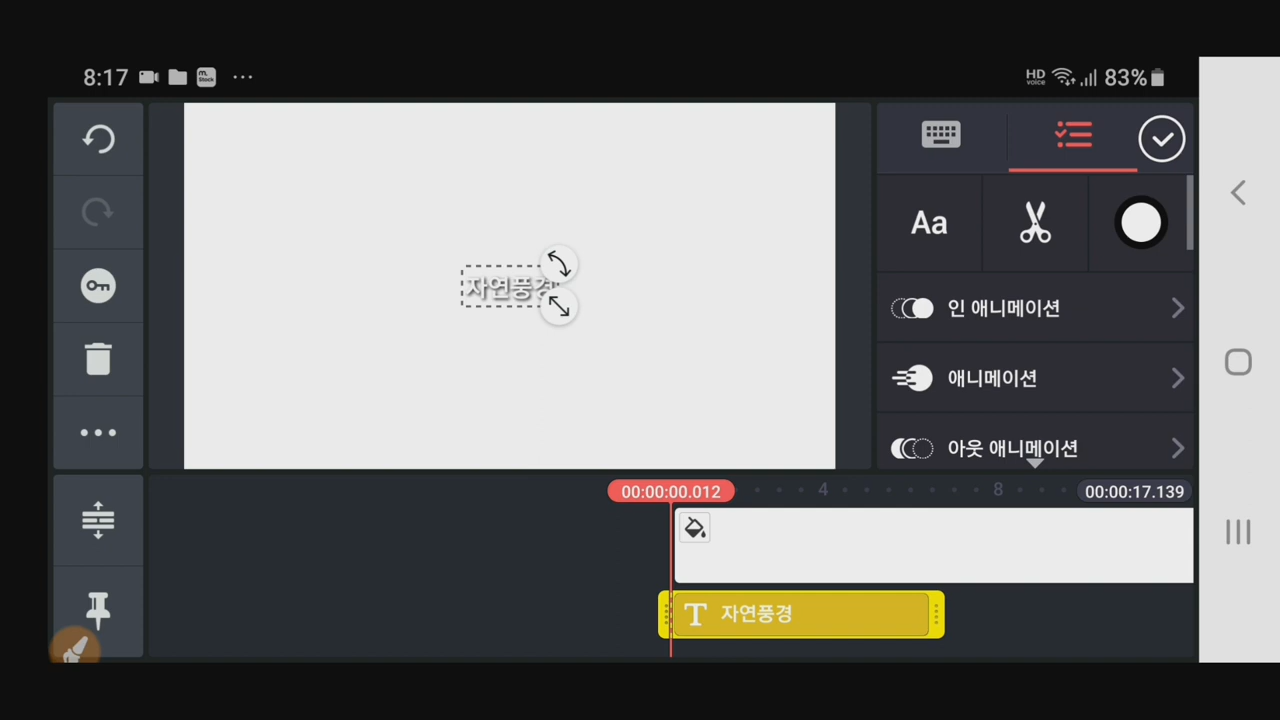 8:17
m.Stock
HD voice
83%
자연풍경
Aa
인 애니메이션
애니메이션
아웃 애니메이션
00:00:00.012
4
8
00:00:17.139
T 자연풍경